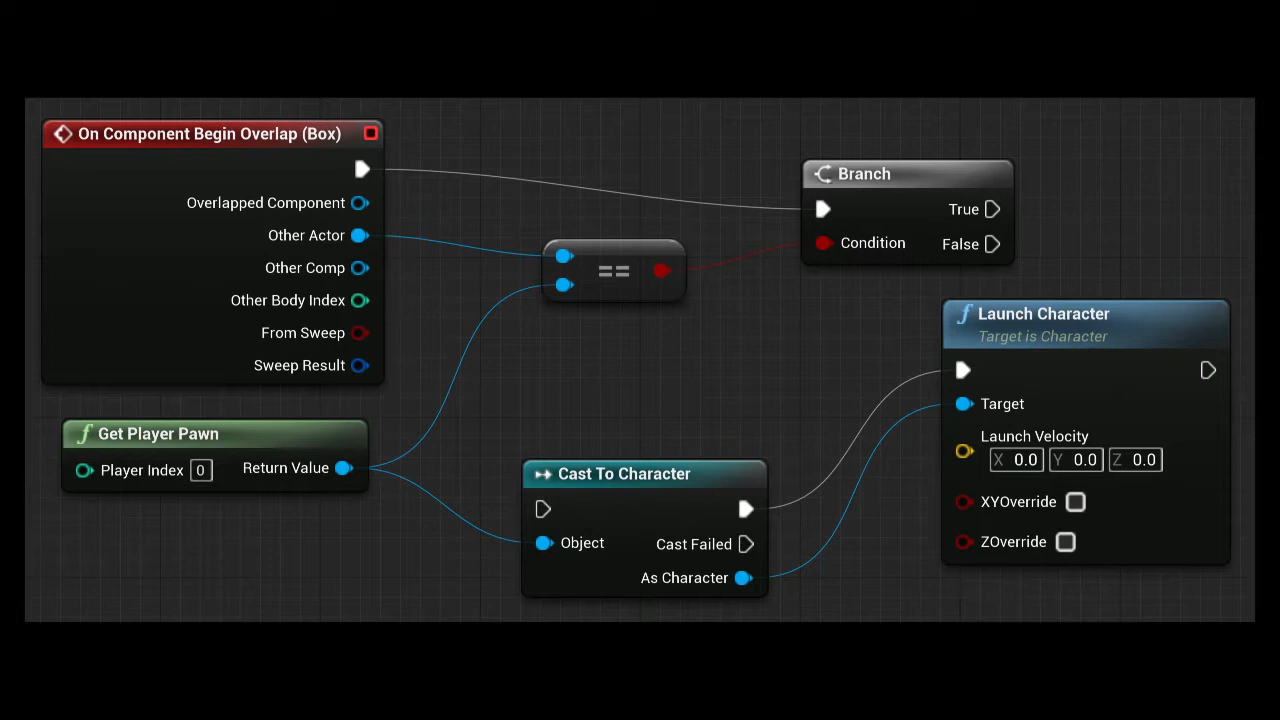 On Component Begin Overlap (Box)
Overlapped Component
Other Actor
Other Comp
Other Body Index
From Sweep
Sweep Result
==
Branch
True
Condition
False
f Get Player Pawn
Player Index 0
Return Value
Cast To Character
Object
Cast Failed
As Character
f Launch Character
Target is Character
Target
Launch Velocity
X 0.0 Y 0.0 Z 0.0
XYOverride
ZOverride